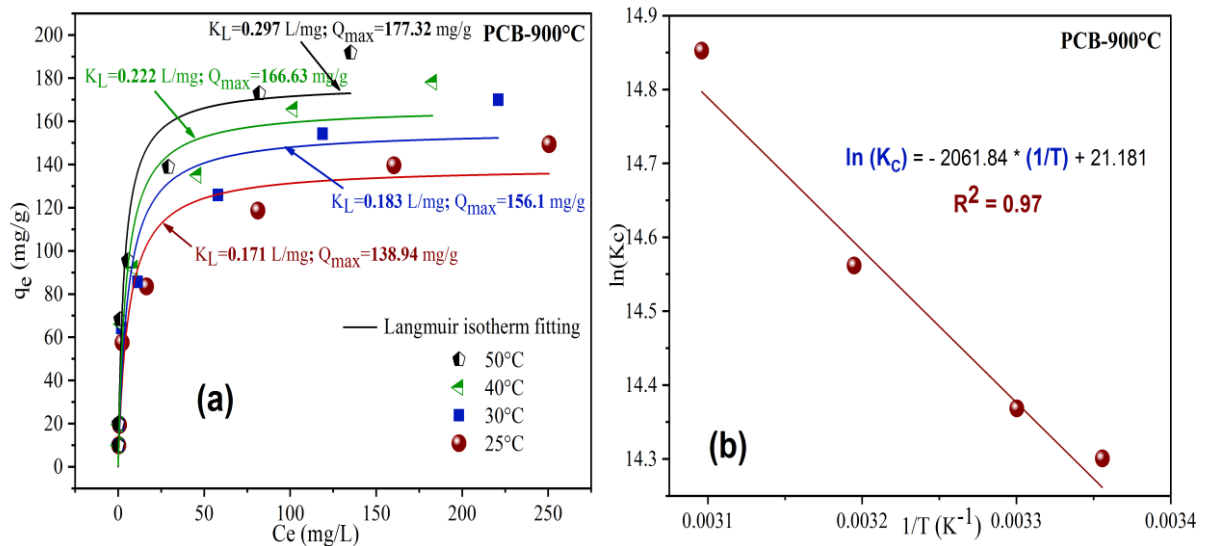 (a)
K_L=0.297 L/mg; Q_max=177.32 mg/g
PCB-900°C
K_L=0.222 L/mg; Q_max=166.63 mg/g
K_L=0.183 L/mg; Q_max=156.1 mg/g
K_L=0.171 L/mg; Q_max=138.94 mg/g
Langmuir isotherm fitting
50°C
40°C
30°C
25°C
(a)
q_e (mg/g)
200
180
160
140
120
100
80
60
40
20
0
0 50 100 150 200 250
Ce (mg/L)
PCB-900°C
ln (K_C) = - 2061.84 * (1/T) + 21.181
R² = 0.97
(b)
ln(Kc)
14.9
14.8
14.7
14.6
14.5
14.4
14.3
0.0031 0.0032 0.0033 0.0034
1/T (K⁻¹)